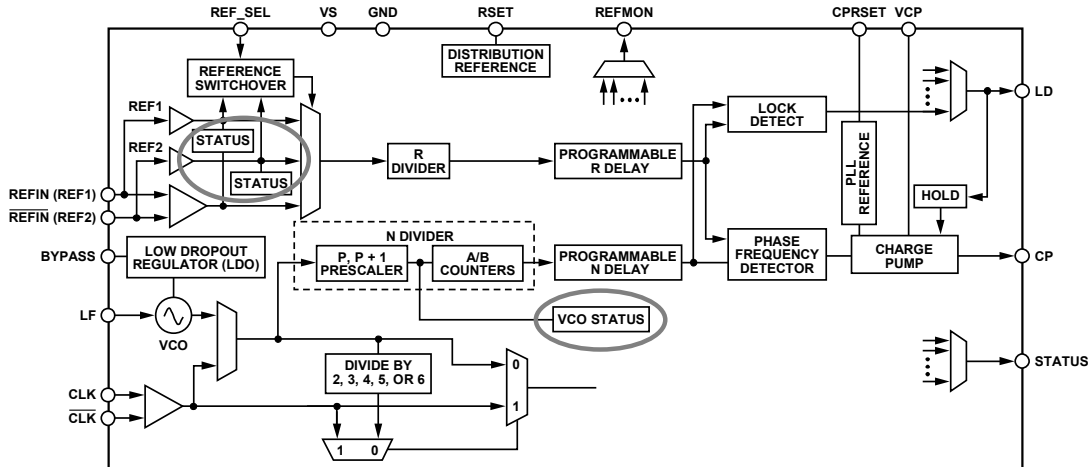 REF_SEL
VS
GND
RSET
REFMON
CPRSET
VCP
DISTRIBUTION
REFERENCE
REFERENCE
SWITCHOVER
REF1
STATUS
REF2
STATUS
R
DIVIDER
PROGRAMMABLE
R DELAY
LOCK
DETECT
LD
PLL
REFERENCE
HOLD
REFIN (REF1)
REFIN (REF2)
BYPASS
LOW DROPOUT
REGULATOR (LDO)
N DIVIDER
P, P + 1
PRESCALER
A/B
COUNTERS
PROGRAMMABLE
N DELAY
PHASE
FREQUENCY
DETECTOR
CHARGE
PUMP
CP
VCO STATUS
LF
VCO
STATUS
DIVIDE BY
2, 3, 4, 5, OR 6
0
1
CLK
CLK
1 0